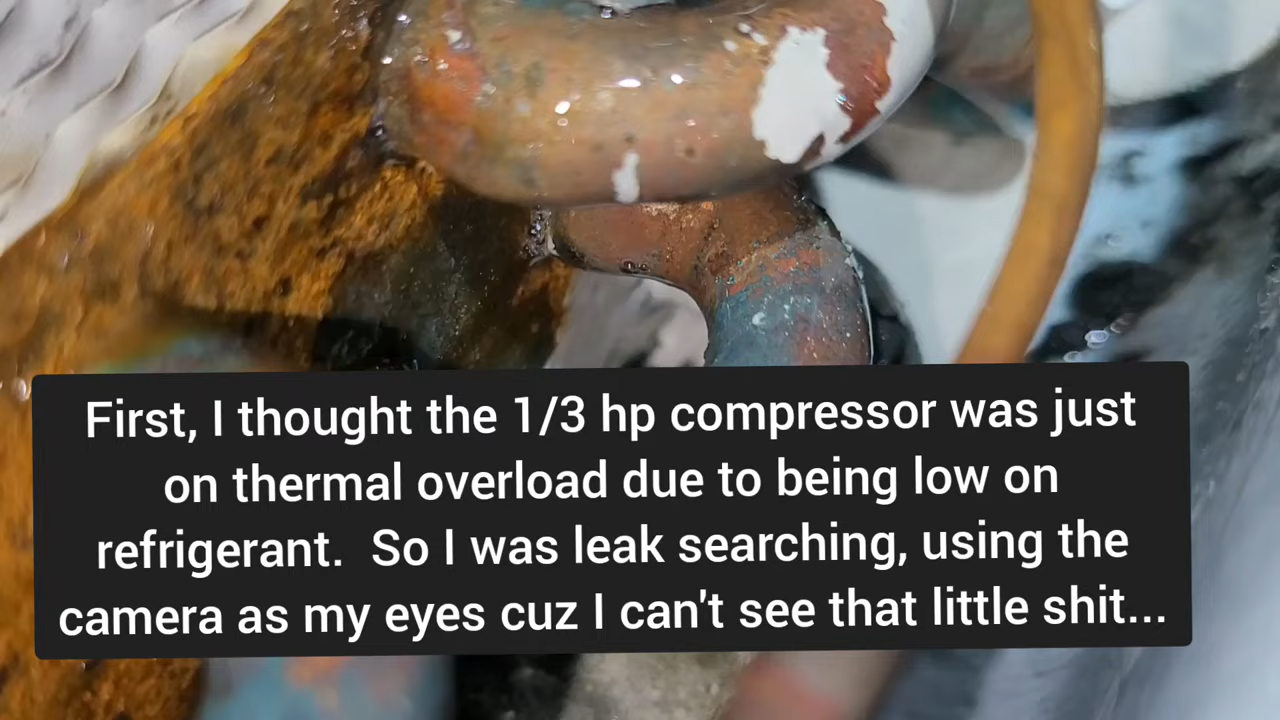 First, I thought the 1/3 hp compressor was just
on thermal overload due to being low on
refrigerant.  So I was leak searching, using the
camera as my eyes cuz I can't see that little shit...